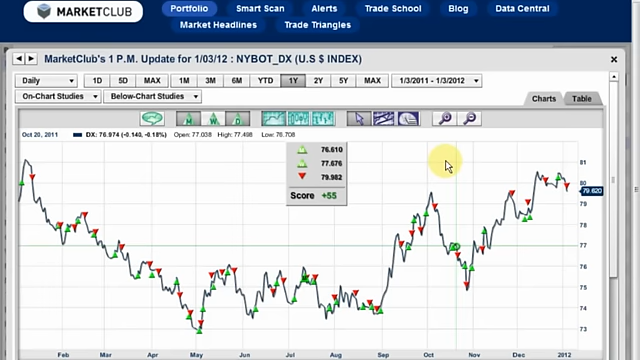 MARKETCLUB
Portfolio Smart Scan Alerts Trade School Blog Data Central
Market Headlines Trade Triangles
MarketClub's 1 P.M. Update for 1/03/12 : NYBOT_DX (U.S $ INDEX)
Daily 1D 5D MAX 1M 3M 6M YTD 1Y 2Y 5Y MAX 1/3/2011 - 1/3/2012
On-Chart Studies Below-Chart Studies
Charts Table
M W D
Oct 20, 2011 DX: 76.974 (-0.140, -0.18%) Open: 77.038 High: 77.498 Low: 76.708
76.610
77.676
79.982
Score +55
81
80
79.620
79
78
77
76
75
74
73
Feb Mar Apr May Jun Jul Aug Sep Oct Nov Dec 2012